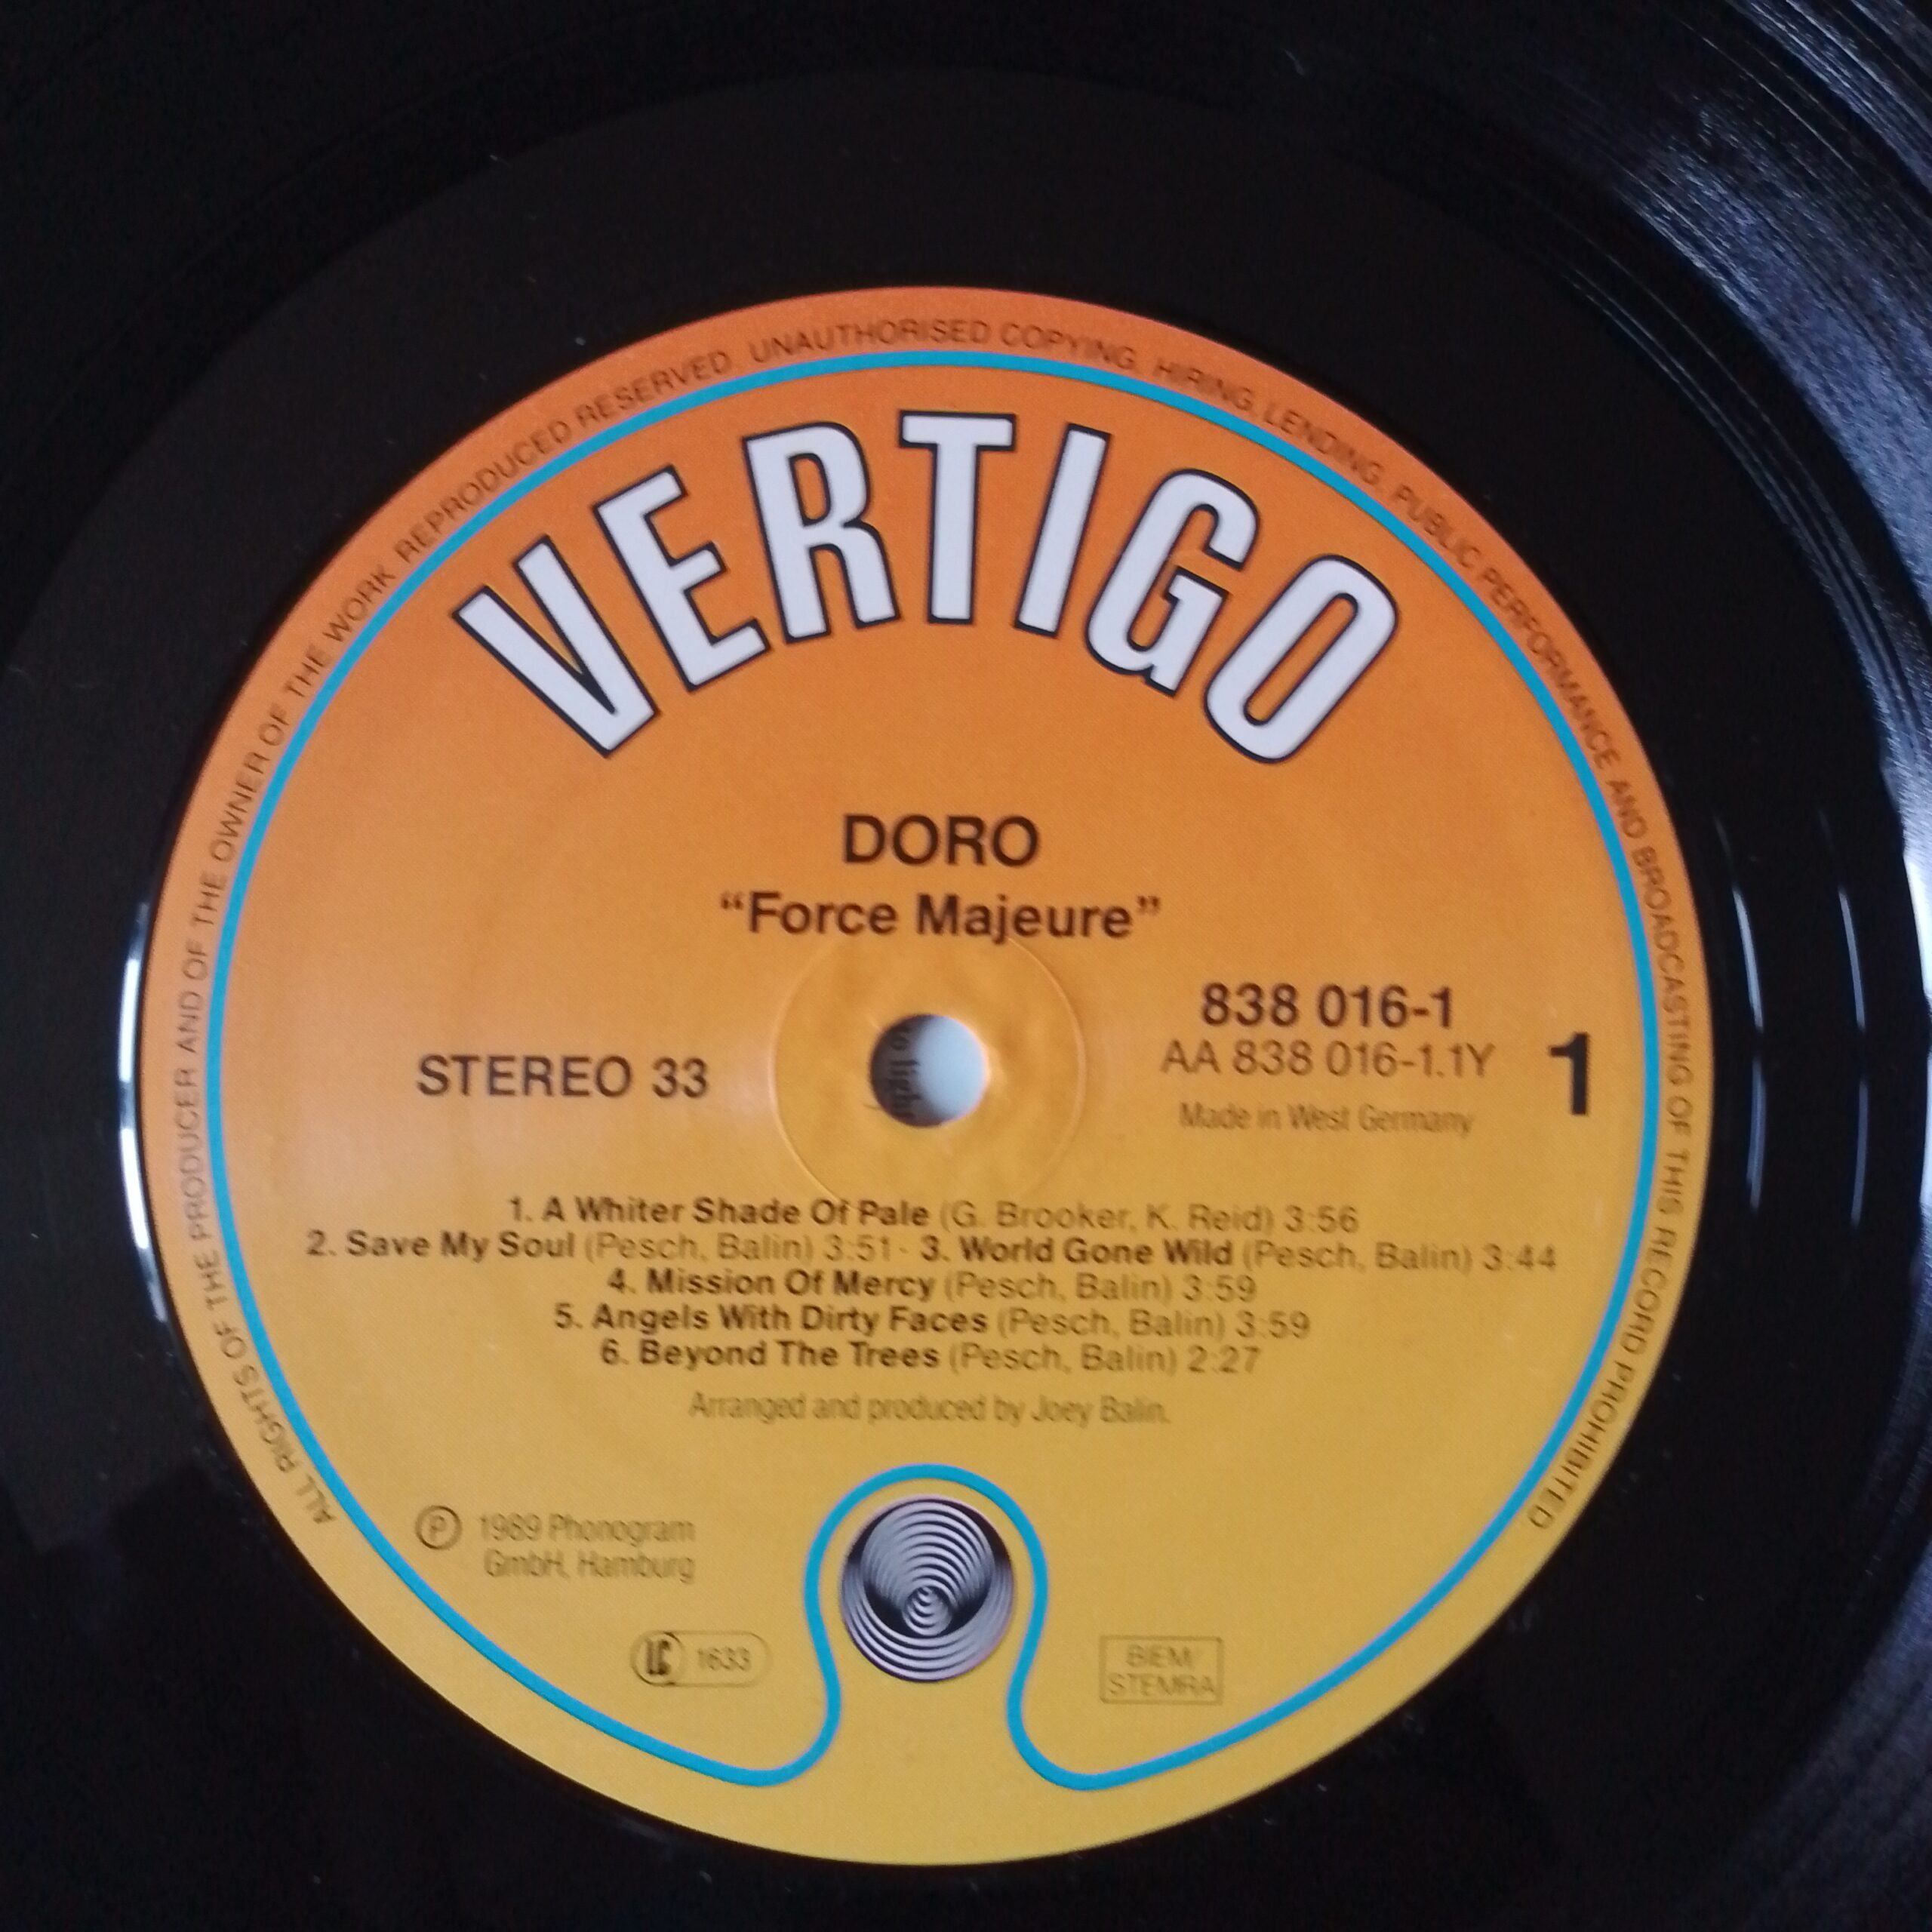 ALL RIGHTS OF THE PRODUCER AND OF THE OWNER OF THE WORK REPRODUCED RESERVED UNAUTHORISED COPYING, HIRING, LENDING, PUBLIC PERFORMANCE AND BROADCASTING OF THIS RECORD PROHIBITED
VERTIGO
DORO
“Force Majeure”
838 016-1
AA 838 016-1.1Y
1
STEREO 33
Made in West Germany
1. A Whiter Shade Of Pale (G. Brooker, K. Reid) 3:56
2. Save My Soul (Pesch, Balin) 3:51 · 3. World Gone Wild (Pesch, Balin) 3:44
4. Mission Of Mercy (Pesch, Balin) 3:59
5. Angels With Dirty Faces (Pesch, Balin) 3:59
6. Beyond The Trees (Pesch, Balin) 2:27
Arranged and produced by Joey Balin.
Ⓟ 1989 Phonogram
GmbH, Hamburg
LC 1633
BIEM/
STEMRA